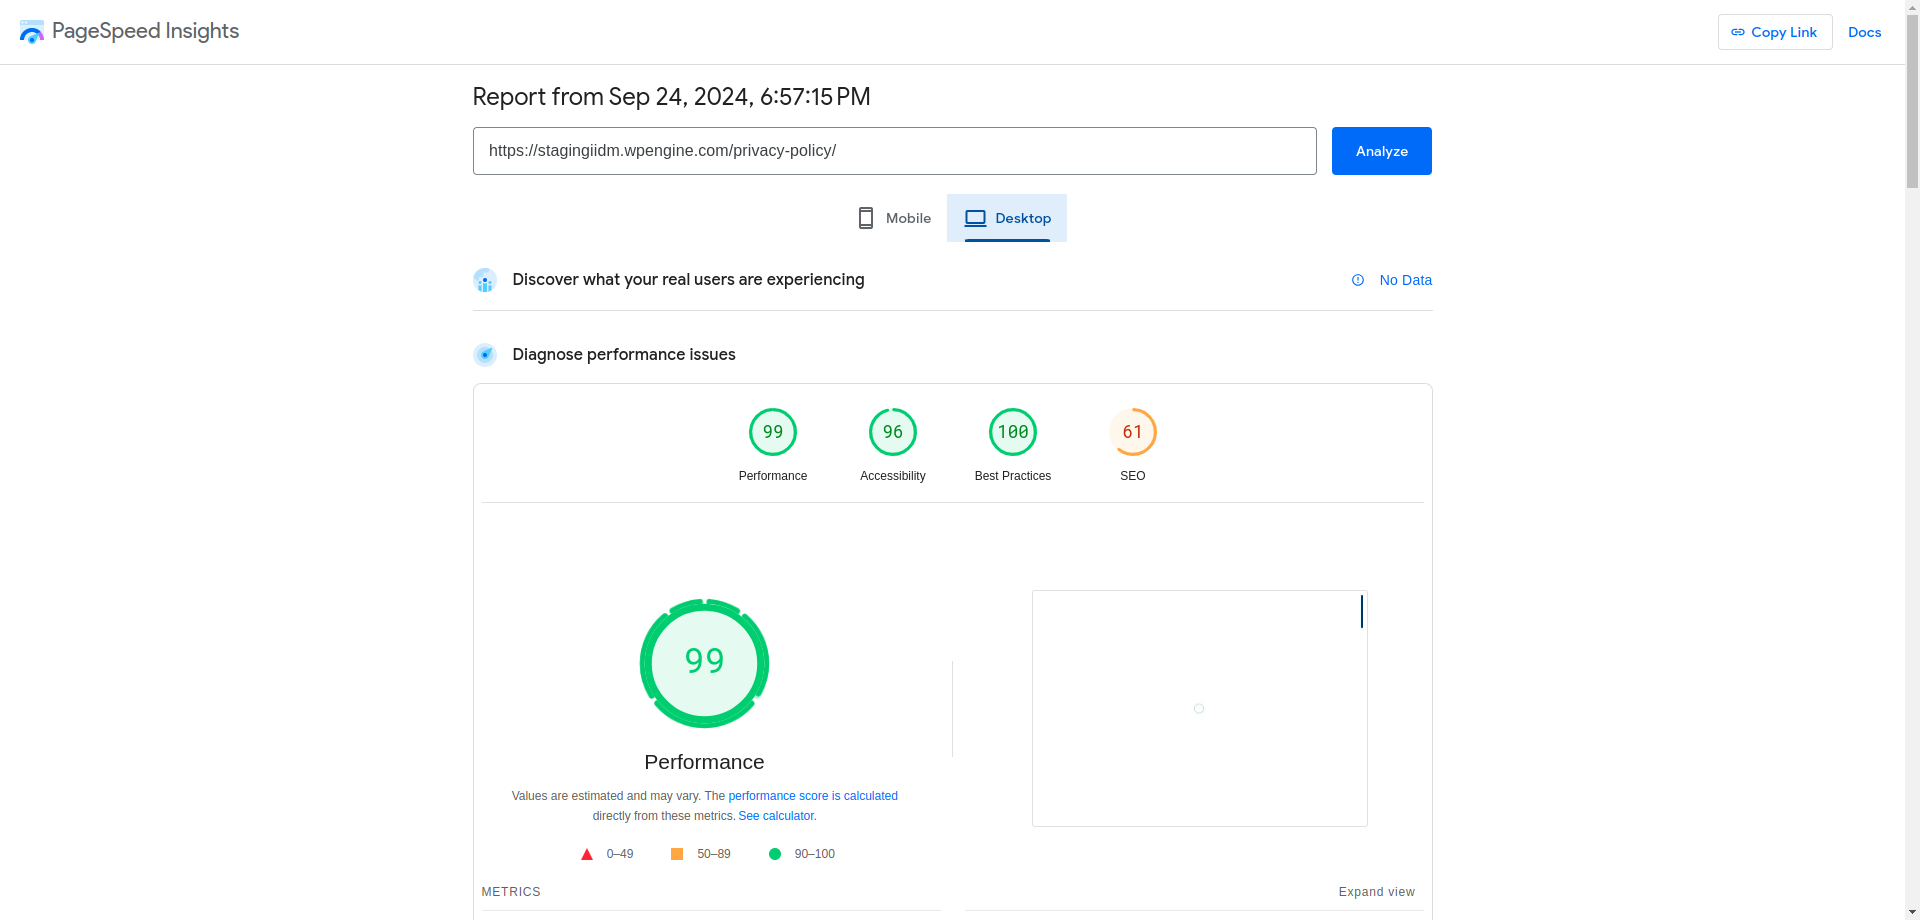 PageSpeed Insights
Copy Link
Docs
Report from Sep 24, 2024, 6:57:15 PM
https://stagingiidm.wpengine.com/privacy-policy/
Analyze
Mobile
Desktop
Discover what your real users are experiencing
No Data
Diagnose performance issues
99
96
100
61
Performance
Accessibility
Best Practices
SEO
99
Performance
Values are estimated and may vary. The performance score is calculated
directly from these metrics. See calculator.
0–49
50–89
90–100
METRICS
Expand view